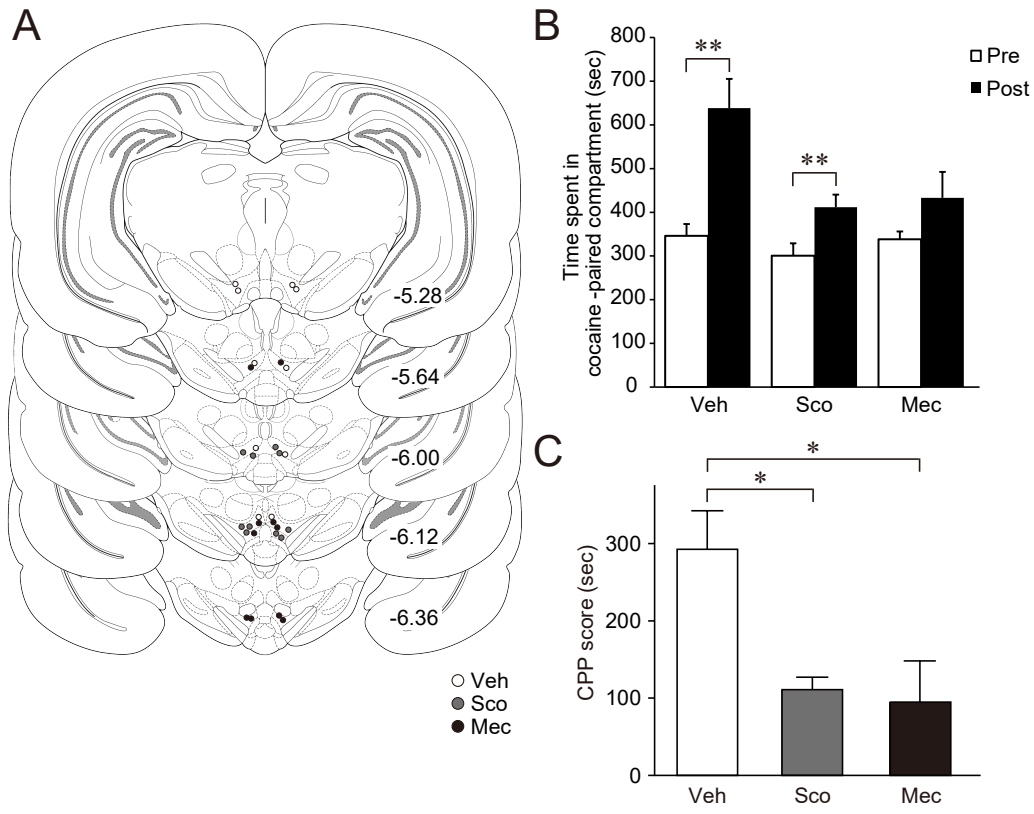 A
-5.28
-5.64
-6.00
-6.12
-6.36
Veh
Sco
Mec
B
Time spent in
cocaine -paired compartment (sec)
800
700
600
500
400
300
200
100
0
**
**
Pre
Post
Veh Sco Mec
C
CPP score (sec)
300
200
100
0
*
*
Veh Sco Mec